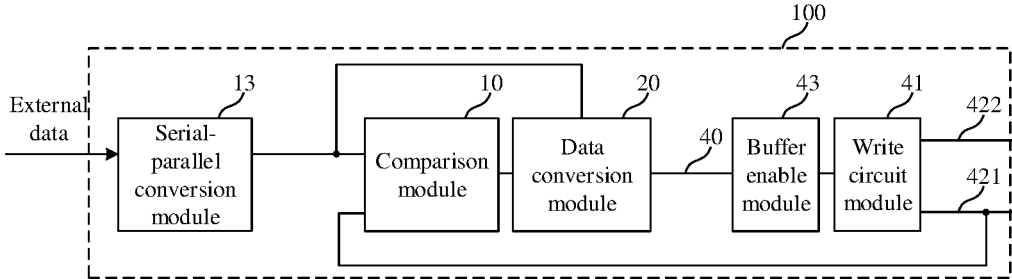 100
External
data
13
Serial-
parallel
conversion
module
10
Comparison
module
20
Data
conversion
module
40
43
Buffer
enable
module
41
Write
circuit
module
422
421